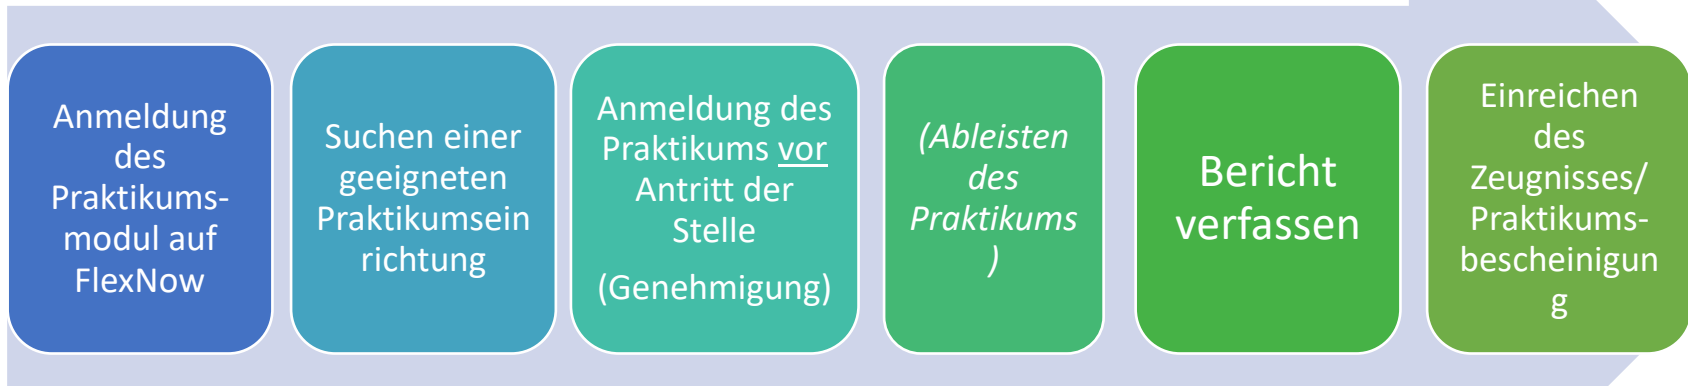 Anmeldung
des
Praktikums-
modul auf
FlexNow
Suchen einer
geeigneten
Praktikumsein
richtung
Anmeldung des
Praktikums vor
Antritt der
Stelle
(Genehmigung)
(Ableisten
des
Praktikums
)
Bericht
verfassen
Einreichen
des
Zeugnisses/
Praktikums-
bescheinigun
g